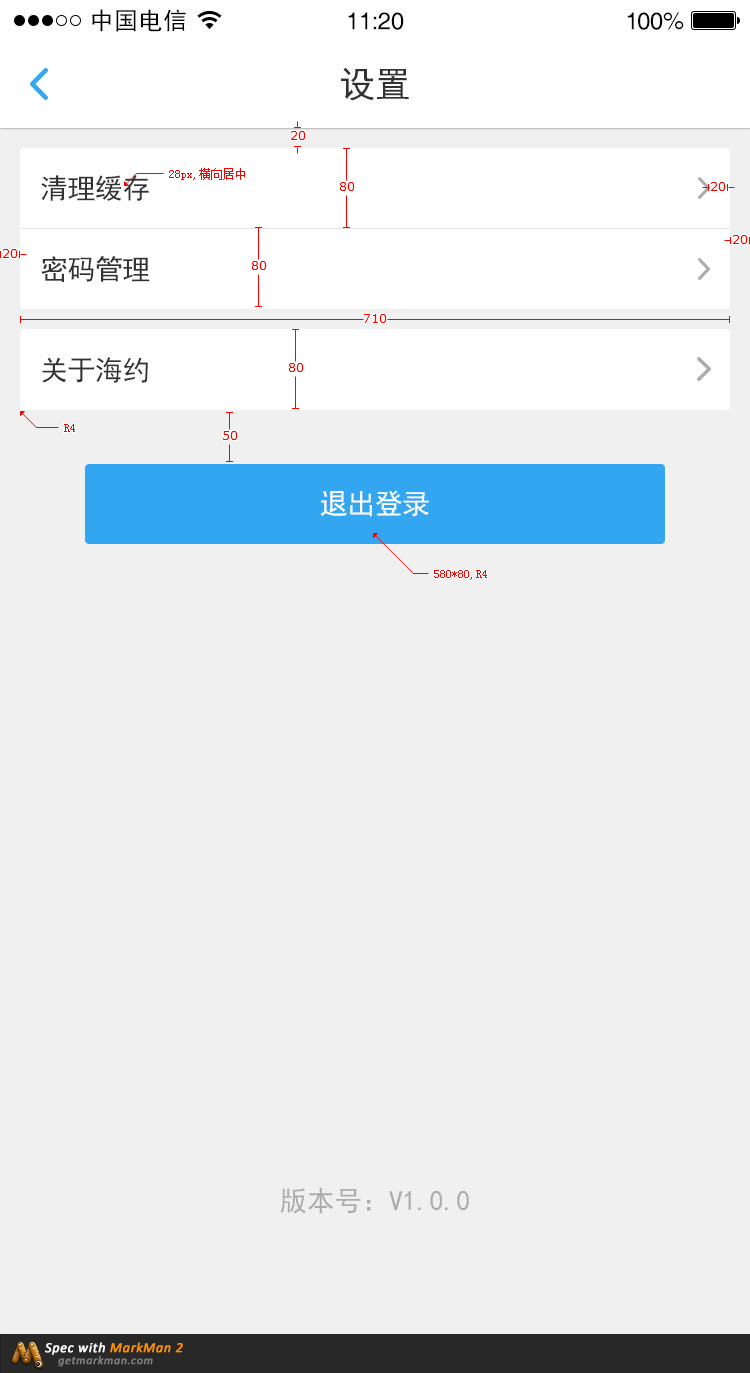 中国电信 11:20 100%
设置
20
清理缓存 28px,横向居中 80 20
20 密码管理 80 20
710
关于海约 80
R4
50
退出登录
580*80,R4
版本号：V1.0.0
Spec with MarkMan 2
getmarkman.com